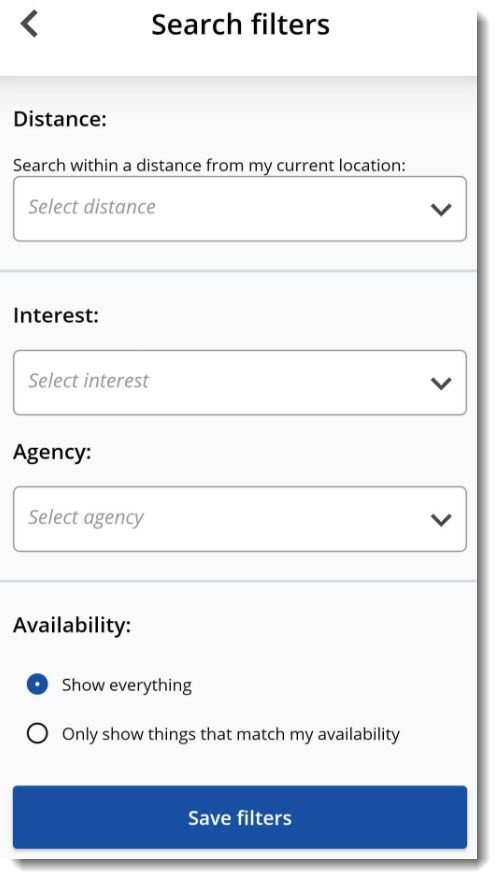 Search filters
Distance:
Search within a distance from my current location:
Select distance
Interest:
Select interest
Agency:
Select agency
Availability:
Show everything
Only show things that match my availability
Save filters